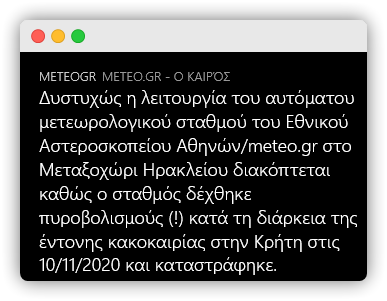 METEOGR METEO.GR - Ο ΚΑΙΡΌΣ
Δυστυχώς η λειτουργία του αυτόματου
μετεωρολογικού σταθμού του Εθνικού
Αστεροσκοπείου Αθηνών/meteo.gr στο
Μεταξοχώρι Ηρακλείου διακόπτεται
καθώς ο σταθμός δέχθηκε
πυροβολισμούς (!) κατά τη διάρκεια της
έντονης κακοκαιρίας στην Κρήτη στις
10/11/2020 και καταστράφηκε.